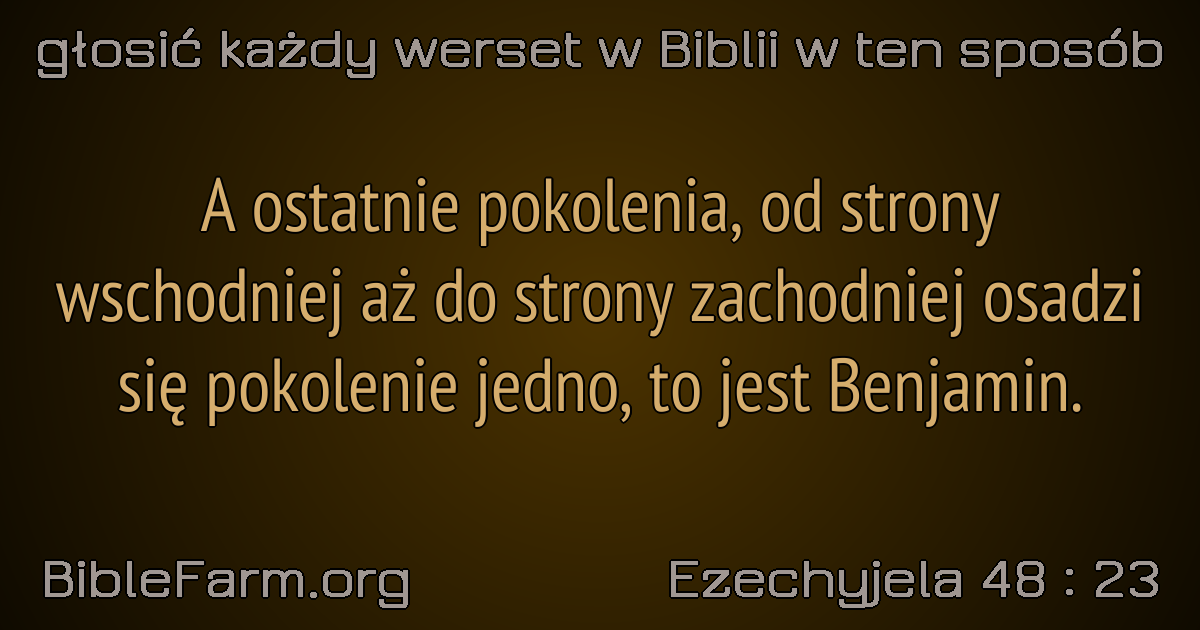 głosić każdy werset w Biblii w ten sposób
A ostatnie pokolenia, od strony
wschodniej aż do strony zachodniej osadzi
się pokolenie jedno, to jest Benjamin.
BibleFarm.org
Ezechyjela 48 : 23